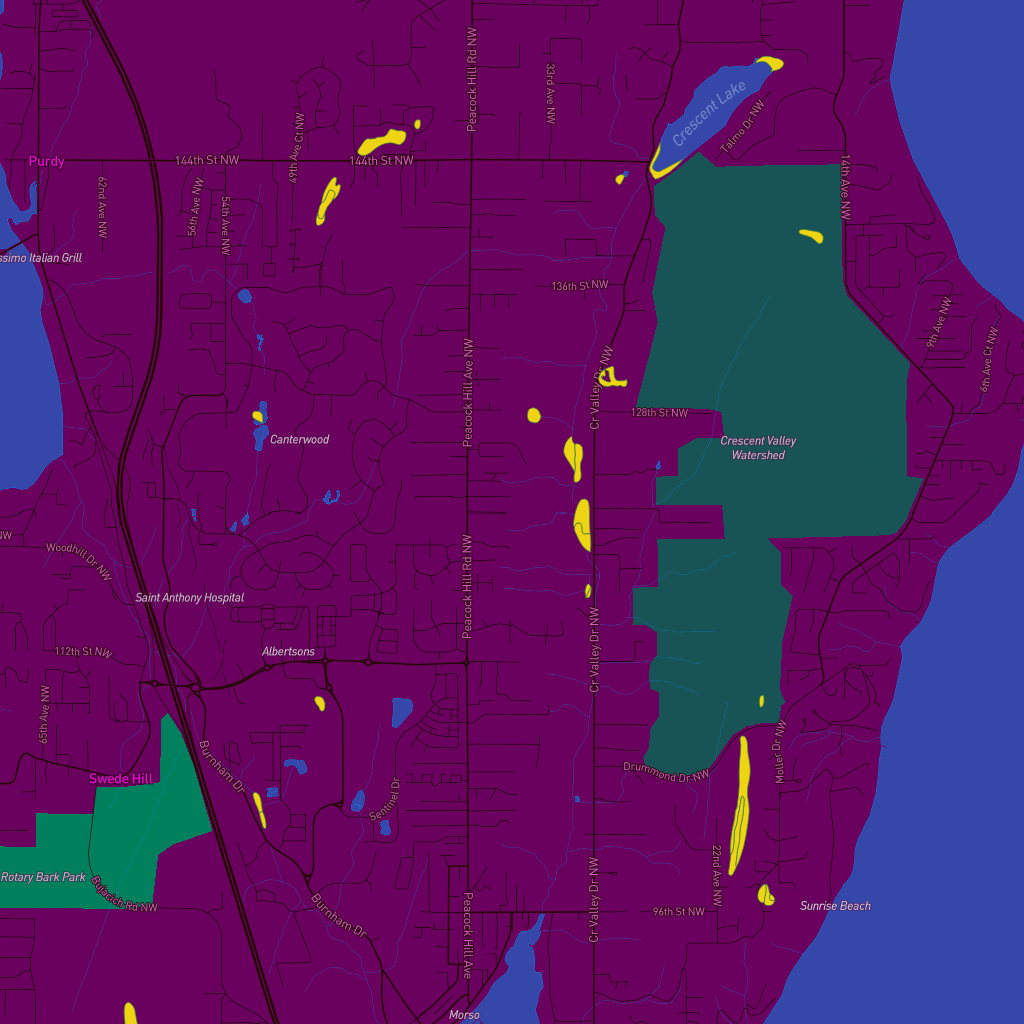 Peacock Hill Rd NW
33rd Ave NW
Crescent Lake
Talmo Dr NW
49th Ave Ct NW
Purdy
144th St NW
144th St NW
14th Ave NW
62nd Ave NW
56th Ave NW
54th Ave NW
ssimo Italian Grill
136th St NW
9th Ave NW
6th Ave Ct NW
Peacock Hill Ave NW
Cr Valley Dr NW
128th St NW
Canterwood
Crescent Valley
Watershed
NW
Woodhill Dr NW
Peacock Hill Rd NW
Saint Anthony Hospital
Cr Valley Dr NW
112th St NW
Albertsons
65th Ave NW
Burnham Dr NW
Moller Dr NW
Drummond Dr NW
Swede Hill
Sentinel Dr
22nd Ave NW
Rotary Bark Park
Bujacich Rd NW
Burnham Dr
Peacock Hill Ave
Cr Valley Dr NW
96th St NW
Sunrise Beach
Morso